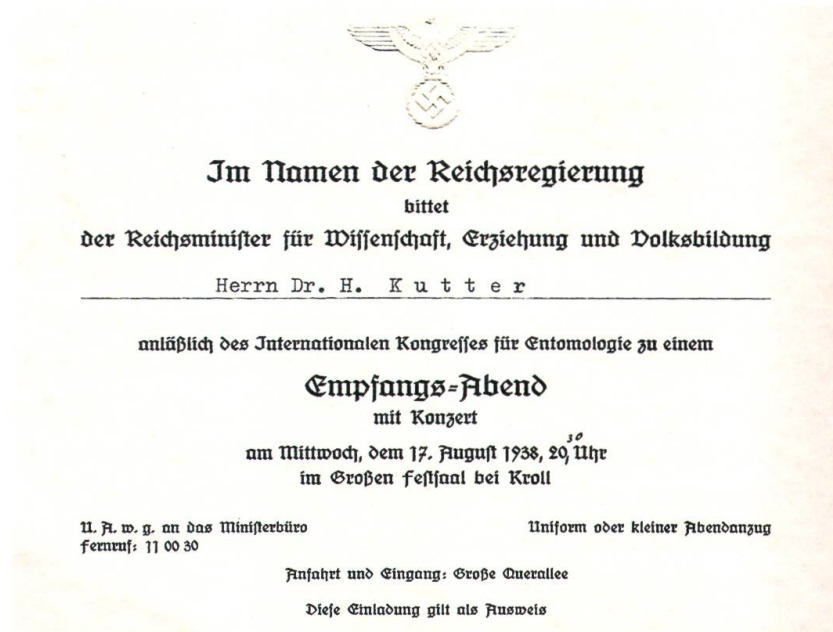 Im Namen der Reichsregierung
bittet
der Reichsminister für Wissenschaft, Erziehung und Volksbildung
Herrn Dr. H. K u t t e r
anläßlich des Internationalen Kongresses für Entomologie zu einem
Empfangs-Abend
mit Konzert
am Mittwoch, dem 17. August 1938, 20,30 Uhr
im Großen Festsaal bei Kroll
U. A. w. g. an das Ministerbüro
Fernruf: 11 00 30
Uniform oder kleiner Abendanzug
Anfahrt und Eingang: Große Querallee
Diese Einladung gilt als Ausweis